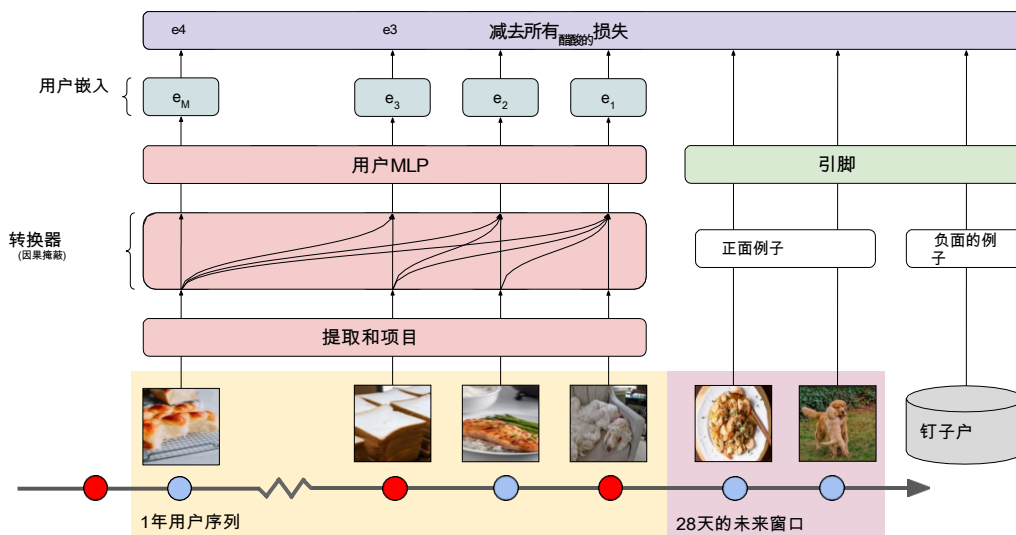 e4 e3 减去所有醋酸的损失
用户嵌入 eM e3 e2 e1
用户MLP 引脚
转换器
(因果掩蔽)
正面例子 负面的例
子
提取和项目
钉子户
1年用户序列 28天的未来窗口